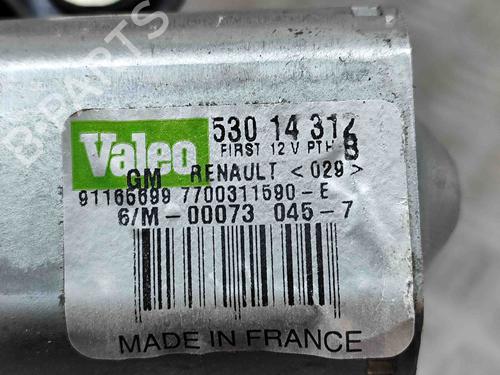 B-PARTS
Valeo 530 14 312
FIRST 12 V PTH B
GM RENAULT <029>
91166699 7700311590-E
6/M-00073 045-7
MADE IN FRANCE